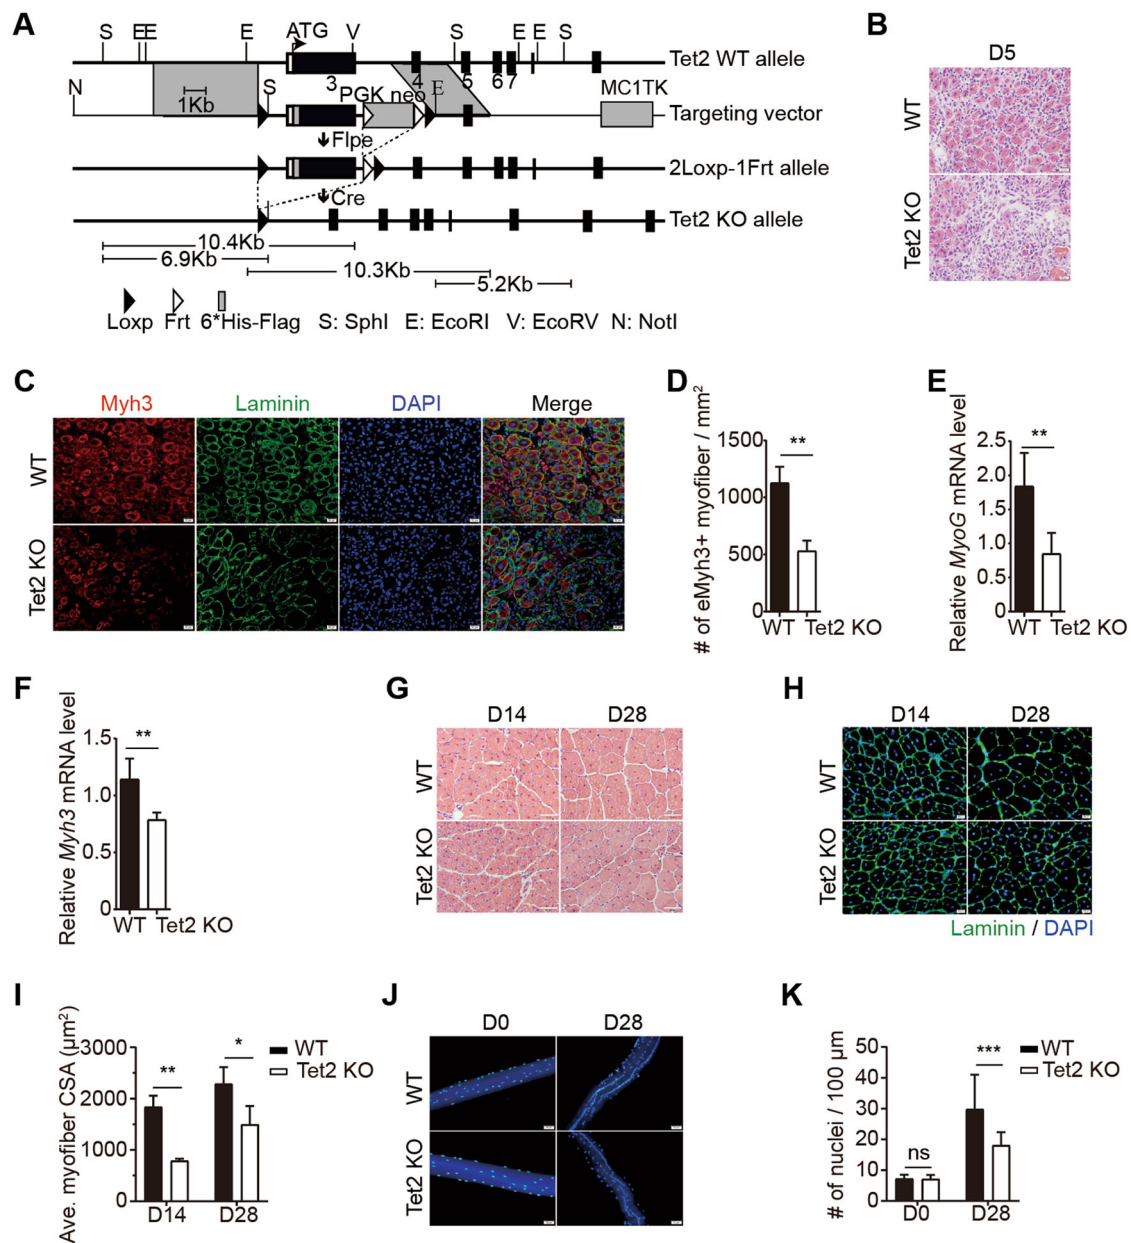 A
S EE E ATG V S E E S
Tet2 WT allele
3 4 5 67
N 1Kb S PGK neo E MC1TK
Targeting vector
Flpe
2Loxp-1Frt allele
Cre
Tet2 KO allele
10.4Kb
6.9Kb
10.3Kb
5.2Kb
Loxp Frt 6*His-Flag S: SphI E: EcoRI V: EcoRV N: NotI
B
D5
WT
Tet2 KO
C
Myh3 Laminin DAPI Merge
WT
Tet2 KO
D
# of eMyh3+ myofiber / mm²
1500
1000
500
0
**
WT Tet2 KO
E
Relative MyoG mRNA level
2.5
2.0
1.5
1.0
0.5
0
**
WT Tet2 KO
F
Relative Myh3 mRNA level
1.5
1.0
0.5
0
**
WT Tet2 KO
G
D14 D28
WT
Tet2 KO
H
D14 D28
WT
Tet2 KO
Laminin / DAPI
I
Ave. myofiber CSA (µm²)
3000
2000
1000
0
** *
D14 D28
WT
Tet2 KO
J
D0 D28
WT
Tet2 KO
K
# of nuclei / 100 µm
50
40
30
20
10
0
ns ***
D0 D28
WT
Tet2 KO